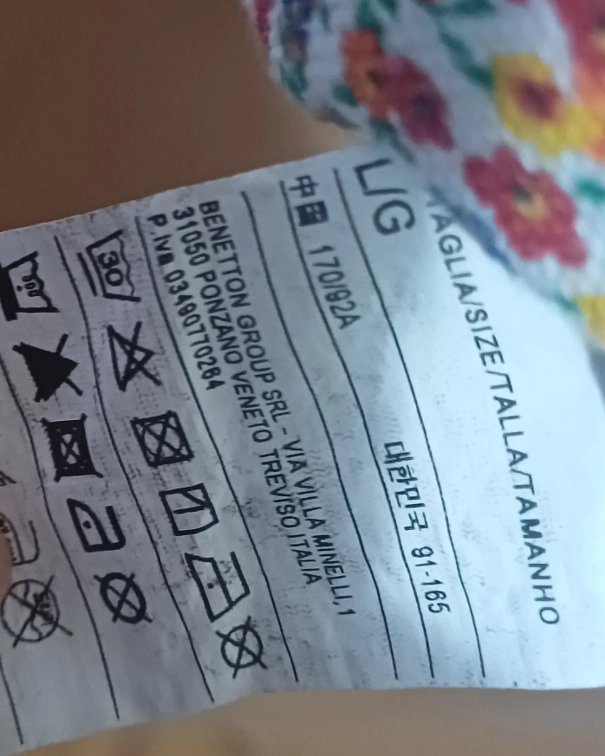 TAGLIA/SIZE/TALLA/TAMANHO
L/G
대한민국 91-165
中国 170/92A
BENETTON GROUP SRL - VIA VILLA MINELLI, 1
31050 PONZANO VENETO TREVISO ITALIA
P.Iva 03490770264
30